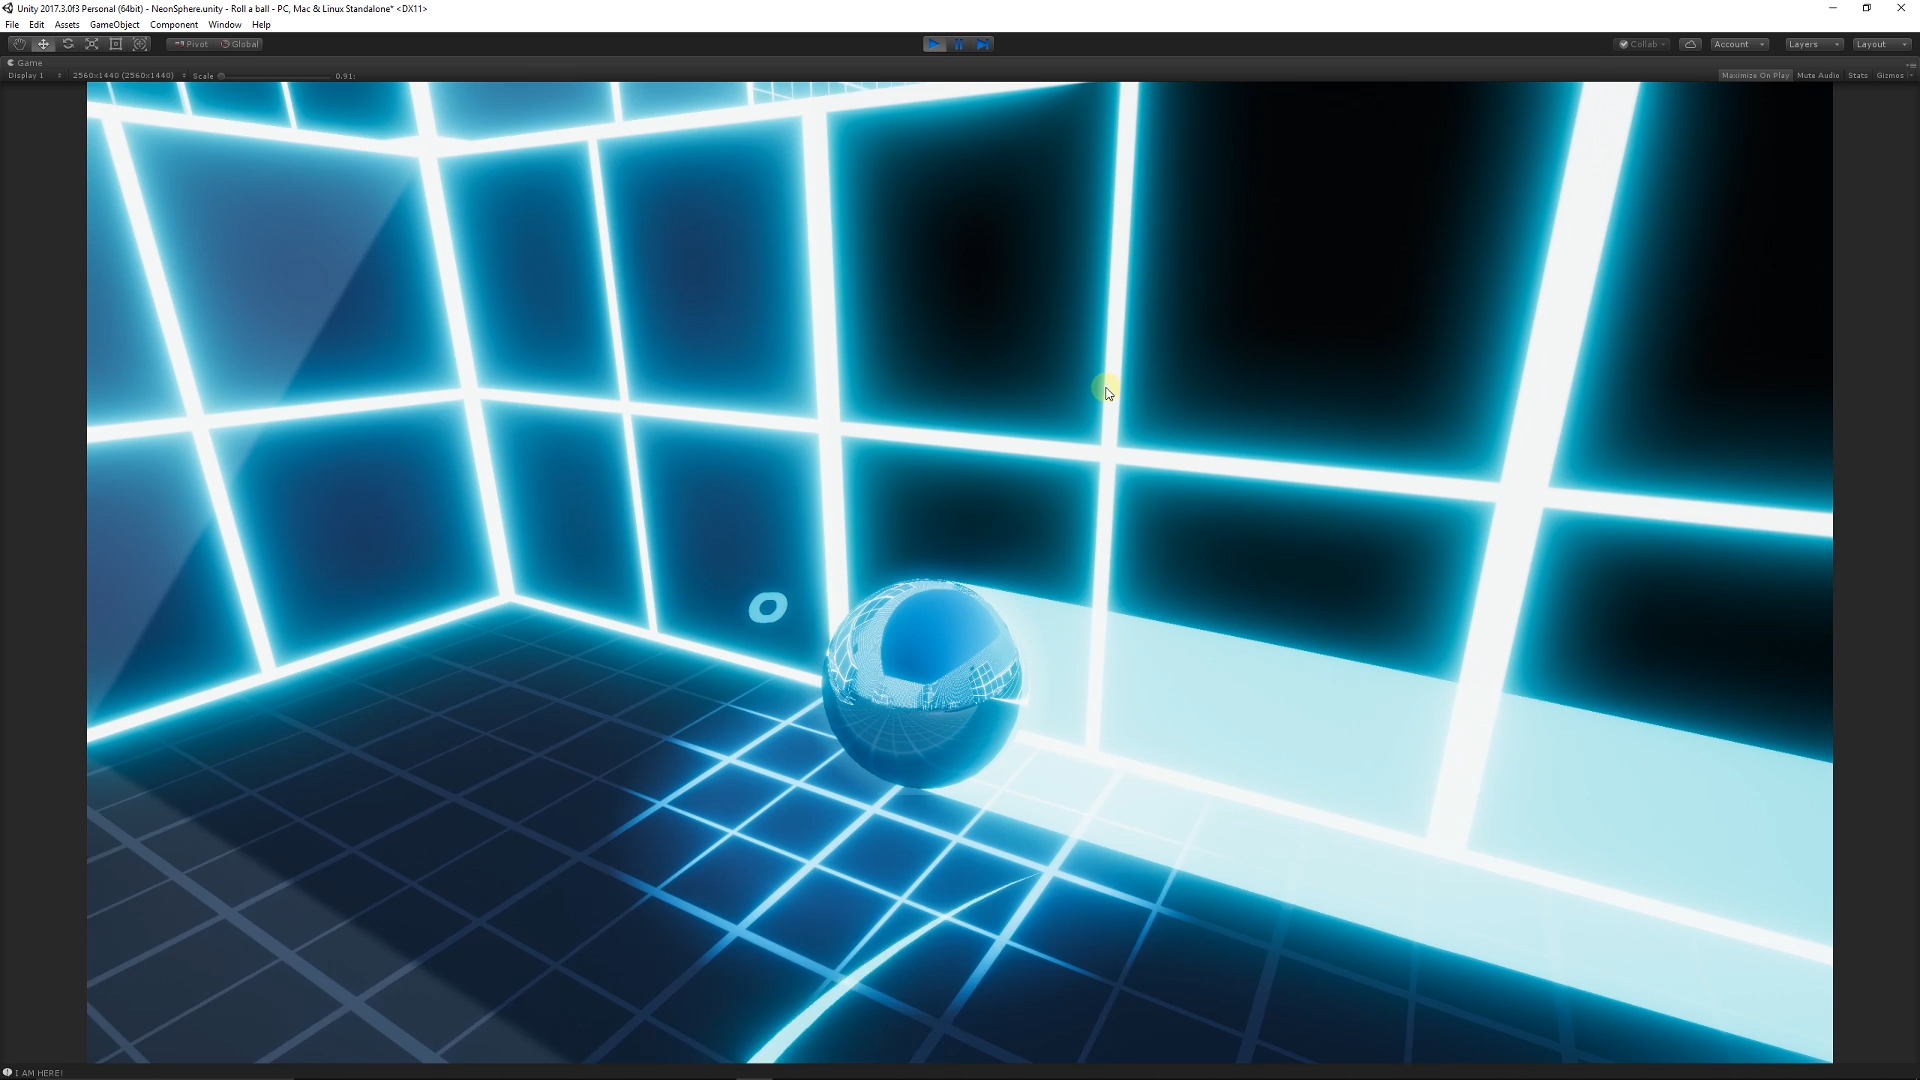 Unity 2017.3.0f3 Personal (64bit) - NeonSphere.unity - Roll a ball - PC, Mac & Linux Standalone* <DX11>
File Edit Assets GameObject Component Window Help
Pivot Global Collab Account Layers Layout
Game
Display 1 2560x1440 (2560x1440) Scale 0.91: Maximize On Play Mute Audio Stats Gizmos
I AM HERE!